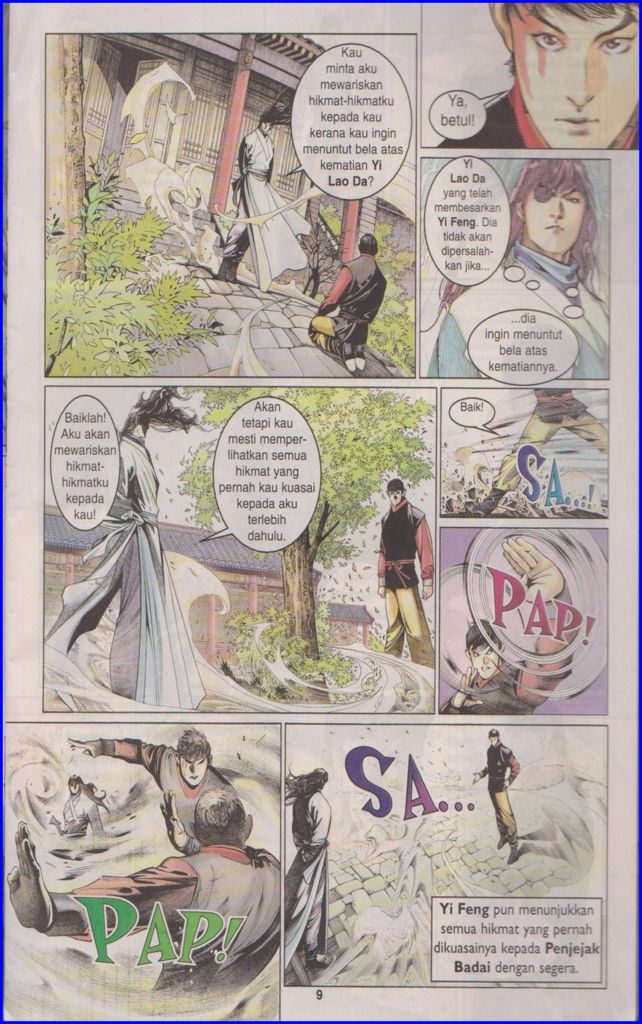 Kau
minta aku
mewariskan
hikmat-hikmatku
kepada kau
kerana kau ingin
menuntut bela atas
kematian Yi
Lao Da?
Ya,
betul!
Yi
Lao Da
yang telah
membesarkan
Yi Feng. Dia
tidak akan
dipersalah-
kan jika...
...dia
ingin menuntut
bela atas
kematiannya.
Baiklah!
Aku akan
mewariskan
hikmat-
hikmatku
kepada
kau!
Akan
tetapi kau
mesti memper-
lihatkan semua
hikmat yang
pernah kau kuasai
kepada aku
terlebih
dahulu.
Baik!
SA...!
PAP!
PAP!
SA...
Yi Feng pun menunjukkan
semua hikmat yang pernah
dikuasainya kepada Penjejak
Badai dengan segera.
9